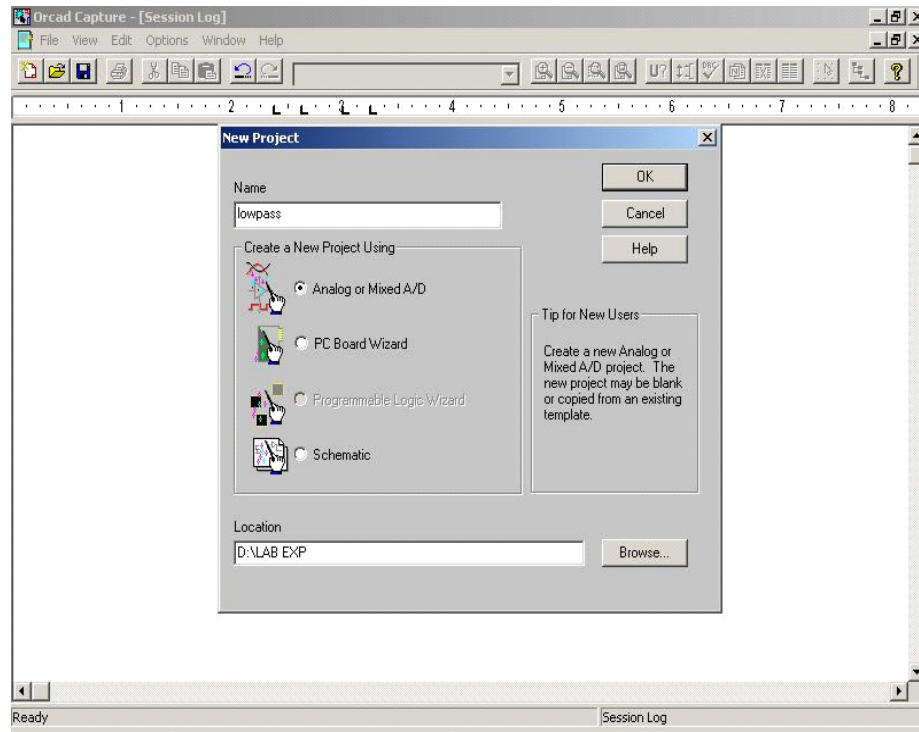 Orcad Capture - [Session Log]
File View Edit Options Window Help
U?
1 2 3 4 5 6 7 8
New Project
Name
lowpass
OK
Cancel
Help
Create a New Project Using
Analog or Mixed A/D
PC Board Wizard
Programmable Logic Wizard
Schematic
Tip for New Users
Create a new Analog or
Mixed A/D project. The
new project may be blank
or copied from an existing
template.
Location
D:\LAB EXP
Browse...
Ready
Session Log